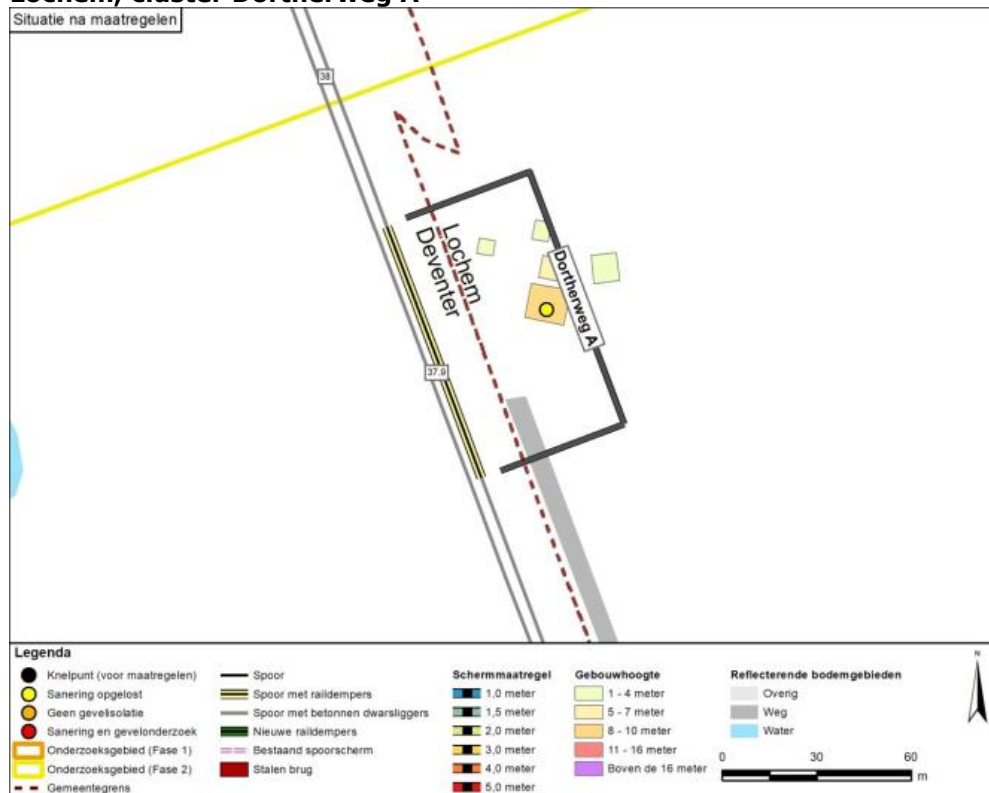 Lochem, cluster Dortherweg A
Situatie na maatregelen
38
Lochem
Deventer
Dortherweg A
37.9
Legenda
Knelpunt (voor maatregelen)
Sanering opgelost
Geen gevelisolatie
Sanering en gevelonderzoek
Onderzoeksgebied (Fase 1)
Onderzoeksgebied (Fase 2)
Gemeentegrens
Spoor
Spoor met raildempers
Spoor met betonnen dwarsliggers
Nieuwe raildempers
Bestaand spoorscherm
Stalen brug
Schermmaatregel
1,0 meter
1,5 meter
2,0 meter
3,0 meter
4,0 meter
5,0 meter
Gebouwhoogte
1 - 4 meter
5 - 7 meter
8 - 10 meter
11 - 16 meter
Boven de 16 meter
Reflecterende bodemgebieden
Overig
Weg
Water
N
0 30 60
m